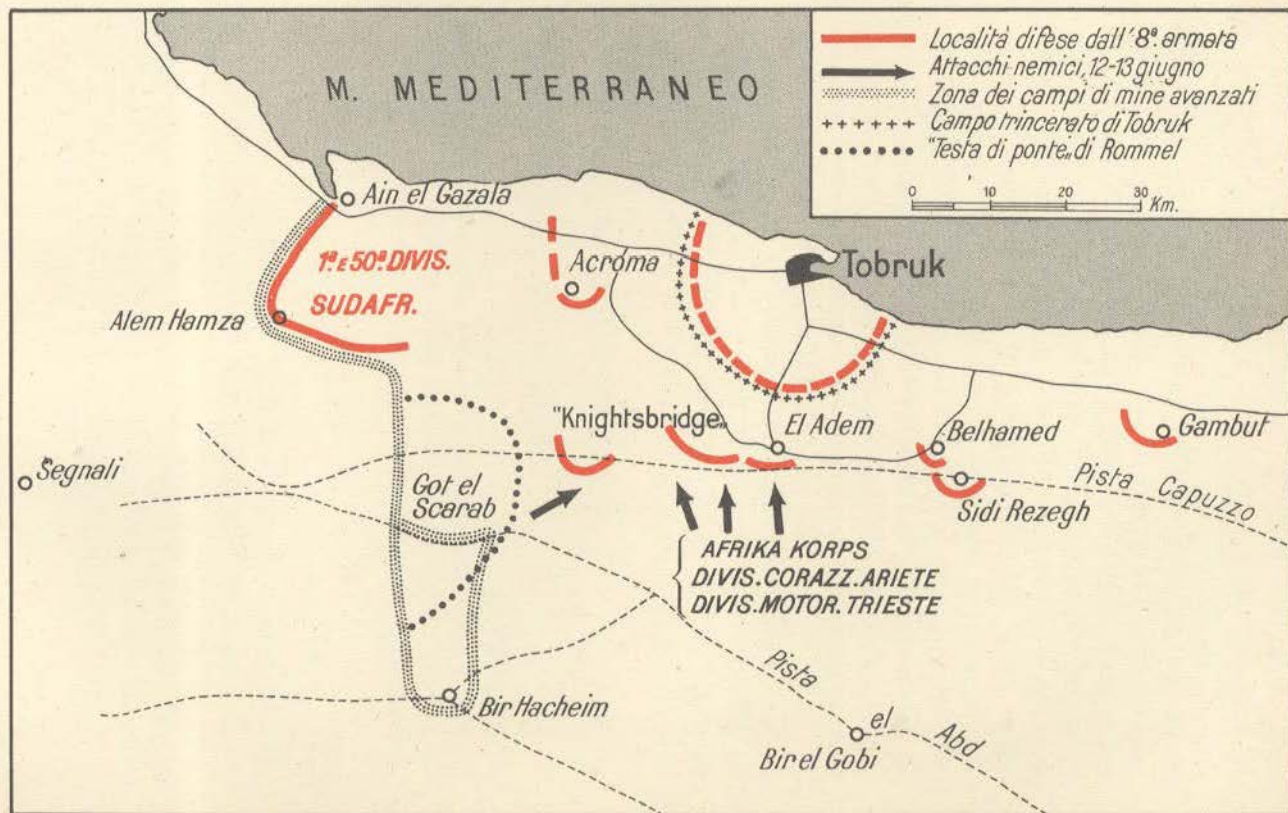 Località difese dall'8ª. armata
Attacchi nemici, 12-13 giugno
Zona dei campi di mine avanzati
Campo trincerato di Tobruk
"Testa di ponte„ di Rommel
0 10 20 30
Km.
M. MEDITERRANEO
Ain el Gazala
1ª E 50ª. DIVIS.
SUDAFR.
Acroma
Tobruk
Alem Hamza
"Knightsbridge„
El Adem
Belhamed
Gambut
Segnali
Got el
Scarab
Pista Capuzzo
Sidi Rezegh
AFRIKA KORPS
DIVIS. CORAZZ. ARIETE
DIVIS. MOTOR. TRIESTE
Bir Hacheim
Pista el Abd
Bir el Gobi